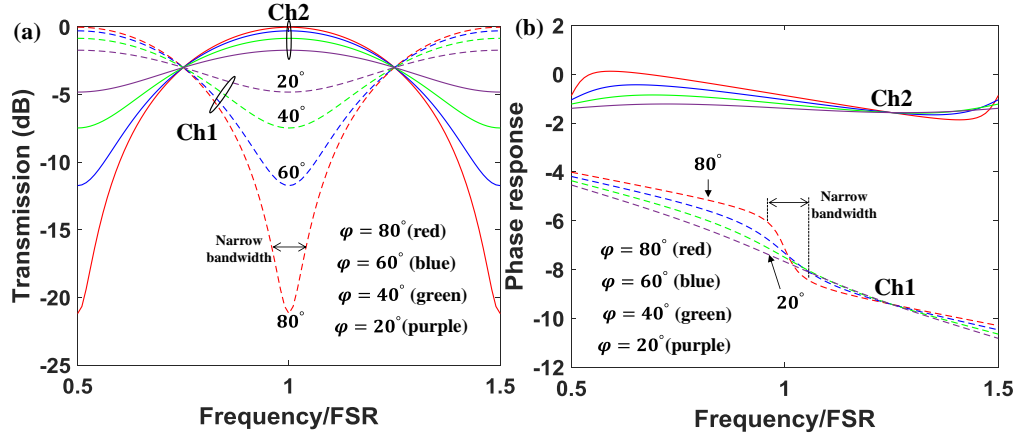 (a)
Ch2
0
-5
-10
-15
-20
-25
Transmission (dB)
20°
40°
60°
80°
Ch1
Narrow
bandwidth
φ = 80°(red)
φ = 60° (blue)
φ = 40° (green)
φ = 20°(purple)
0.5
1
1.5
Frequency/FSR
(b)
2
0
-2
-4
-6
-8
-10
-12
Phase response
Ch2
80°
Narrow
bandwidth
Ch1
20°
φ = 80° (red)
φ = 60° (blue)
φ = 40° (green)
φ = 20°(purple)
0.5
1
1.5
Frequency/FSR